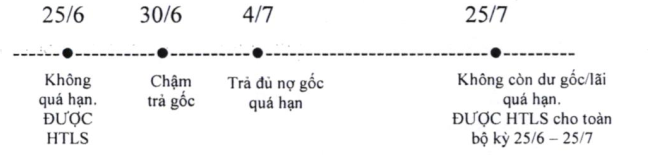 25/6 30/6 4/7 25/7
Không
quá hạn.
ĐƯỢC
HTLS
Chậm
trả gốc
Trả đủ nợ gốc
quá hạn
Không còn dư gốc/lãi
quá hạn.
ĐƯỢC HTLS cho toàn
bộ kỳ 25/6 – 25/7